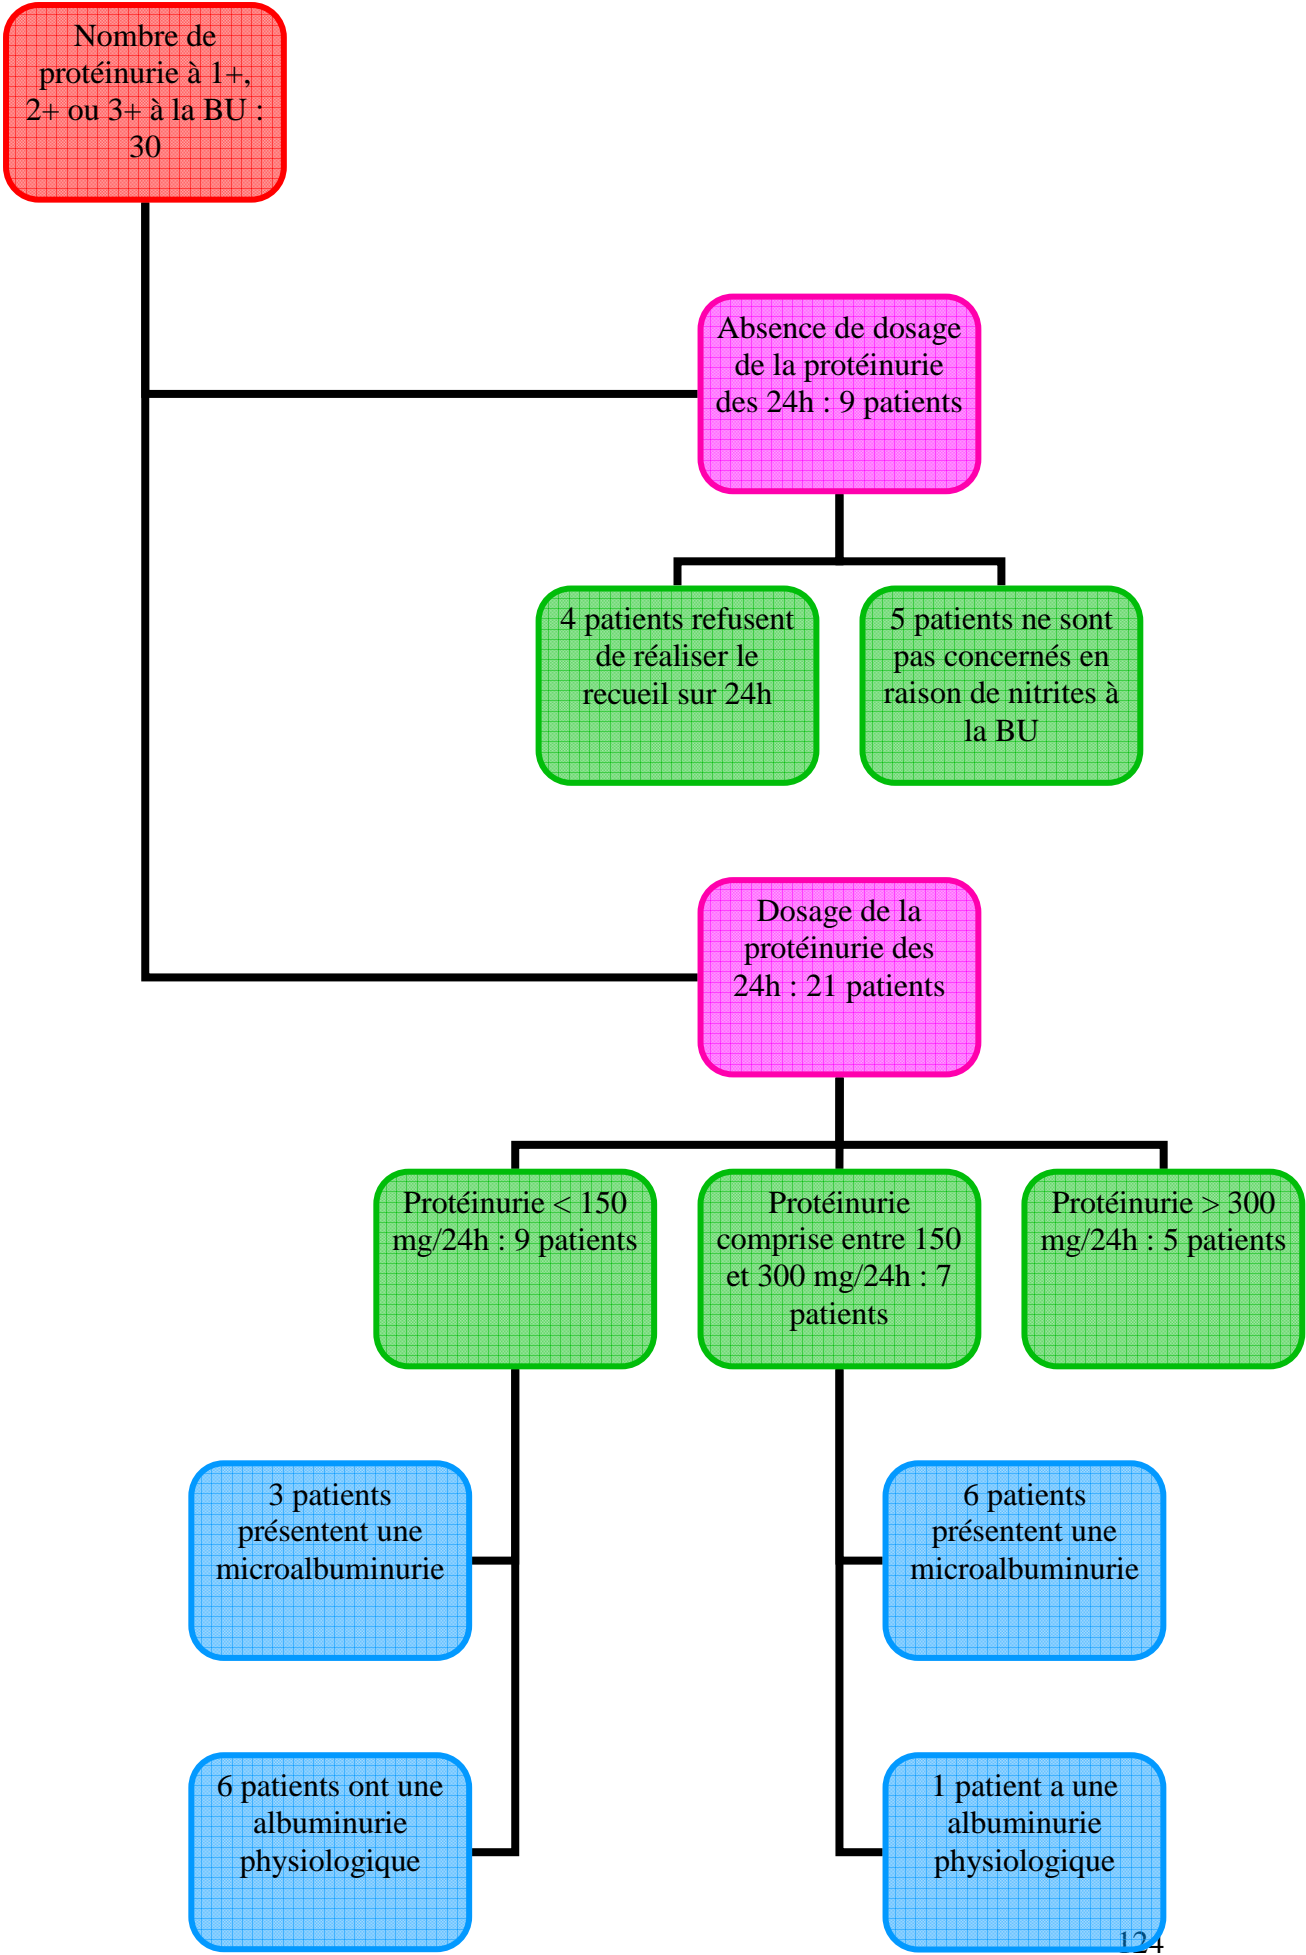 Nombre de
protéinurie à 1+,
2+ ou 3+ à la BU :
30
Absence de dosage
de la protéinurie
des 24h : 9 patients
4 patients refusent
de réaliser le
recueil sur 24h
5 patients ne sont
pas concernés en
raison de nitrites à
la BU
Dosage de la
protéinurie des
24h : 21 patients
Protéinurie < 150
mg/24h : 9 patients
Protéinurie
comprise entre 150
et 300 mg/24h : 7
patients
Protéinurie > 300
mg/24h : 5 patients
3 patients
présentent une
microalbuminurie
6 patients
présentent une
microalbuminurie
6 patients ont une
albuminurie
physiologique
1 patient a une
albuminurie
physiologique
124